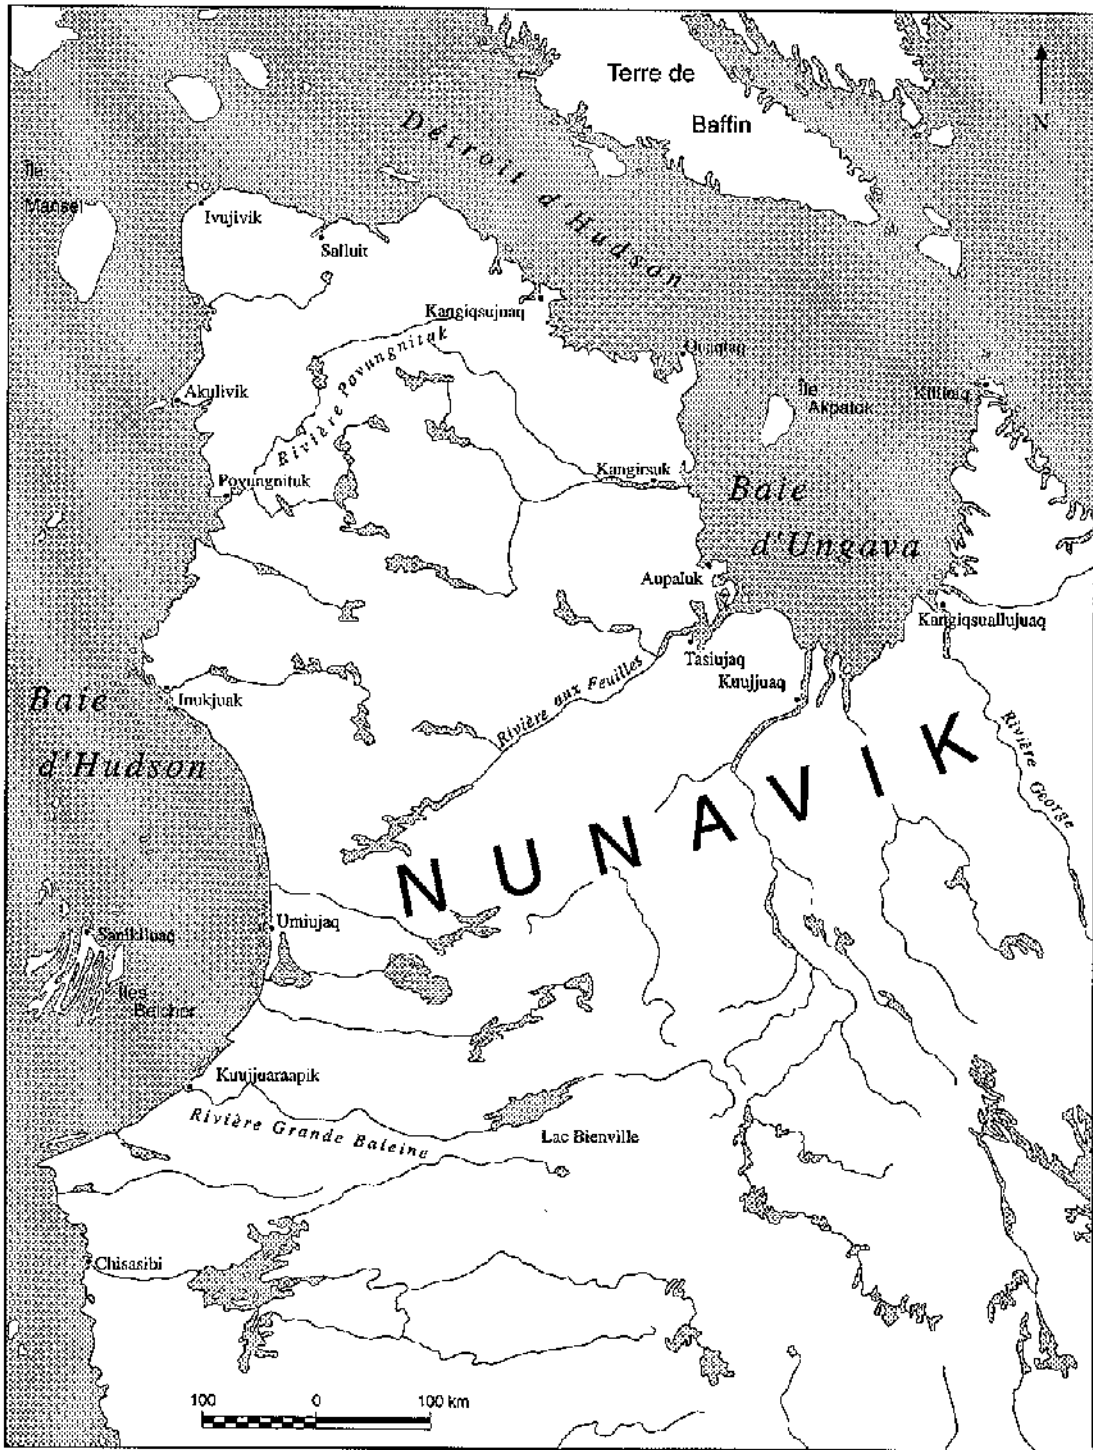 Terre de
Baffin
N
Détroit d'Hudson
Île
Mansel
Ivujivik
Salluit
Kangiqsujuaq
Rivière Povungnituk
Quaqtaq
Akulivik
Île
Akpatok
Killiniq
Povungnituk
Kangirsuk
Baie
d'Ungava
Aupaluk
Kangiqsuallujuaq
Tasiujaq
Kuujjuaq
Rivière aux Feuilles
Inukjuak
Baie
d'Hudson
Rivière George
NUNAVIK
Umiujaq
Sanikiluaq
Îles
Belcher
Kuujjuaraapik
Rivière Grande Baleine
Lac Bienville
Chisasibi
100 0 100 km